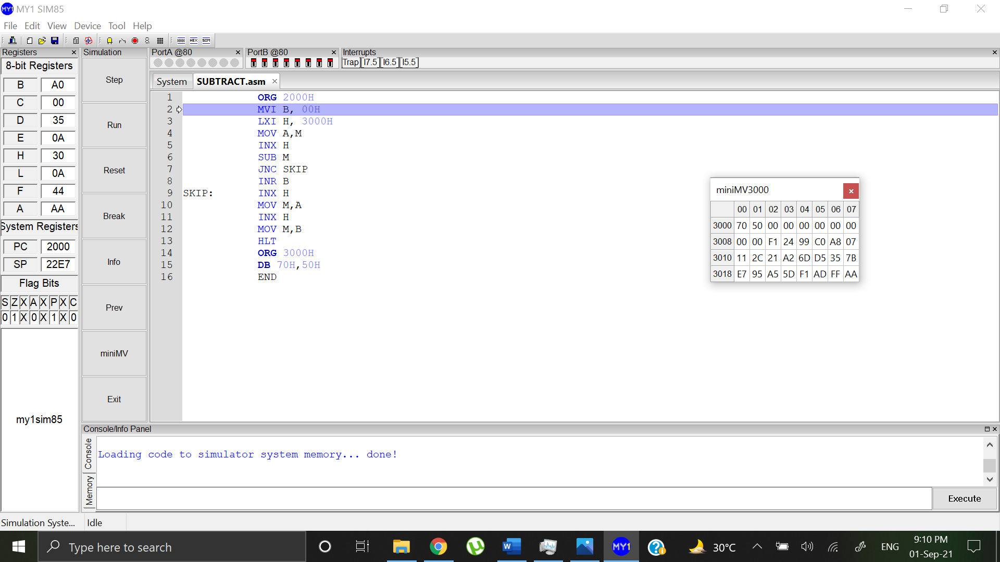 MY1 SIM85
File Edit View Device Tool Help
Registers
8-bit Registers
B A0
C 00
D 35
E 0A
H 30
L 0A
F 44
A AA
System Registers
PC 2000
SP 22E7
Flag Bits
S Z X A X P X C
0 1 X 0 X 1 X 0
my1sim85
Simulation
Step
Run
Reset
Break
Info
Prev
miniMV
Exit
PortA @80
PortB @80
Interrupts
Trap I7.5 I6.5 I5.5
System SUBTRACT.asm
1 ORG 2000H
2 MVI B, 00H
3 LXI H, 3000H
4 MOV A,M
5 INX H
6 SUB M
7 JNC SKIP
8 INR B
9 SKIP: INX H
10 MOV M,A
11 INX H
12 MOV M,B
13 HLT
14 ORG 3000H
15 DB 70H,50H
16 END
miniMV3000
00 01 02 03 04 05 06 07
3000 70 50 00 00 00 00 00 00
3008 00 00 F1 24 99 C0 A8 07
3010 11 2C 21 A2 6D D5 35 7B
3018 E7 95 A5 5D F1 AD FF AA
Console/Info Panel
Console
Memory
Loading code to simulator system memory... done!
Execute
Simulation Syste... Idle
Type here to search
30°C
ENG
9:10 PM
01-Sep-21